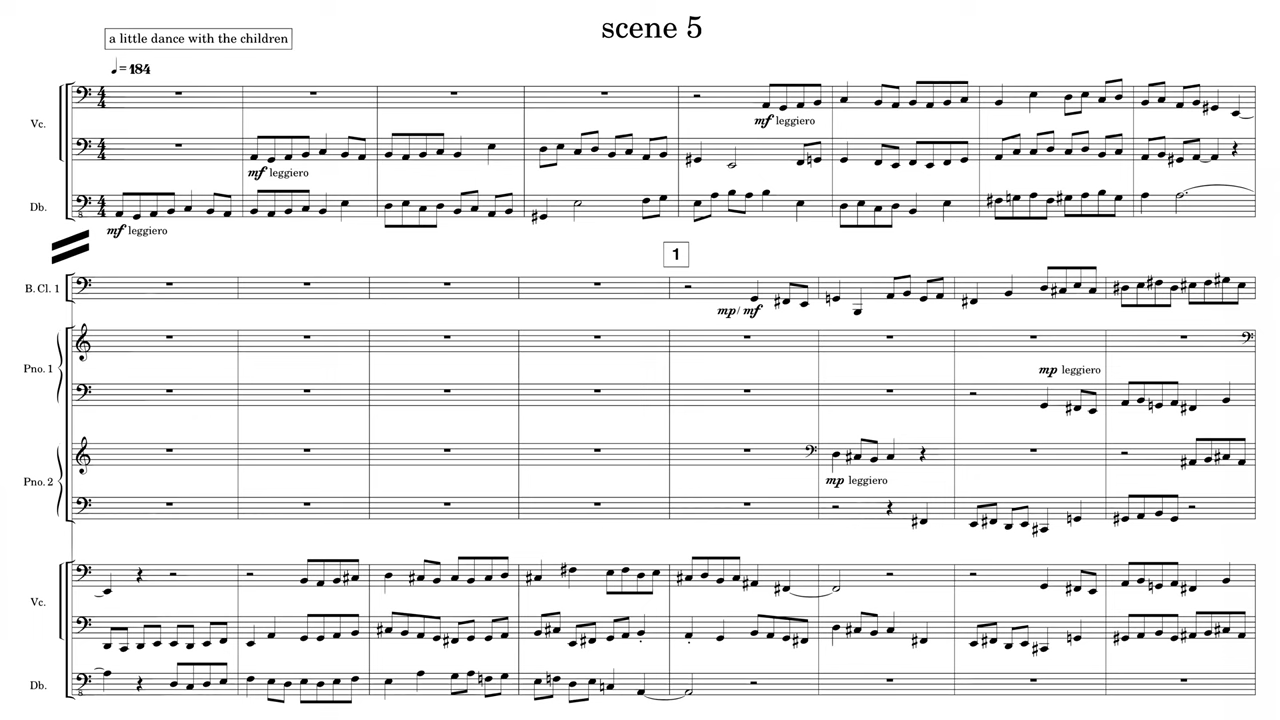 scene 5
a little dance with the children
♩= 184
Vc.
mf leggiero
mf leggiero
Db.
mf leggiero
1
B. Cl. 1
mp/mf
Pno. 1
mp leggiero
Pno. 2
mp leggiero
Vc.
Db.